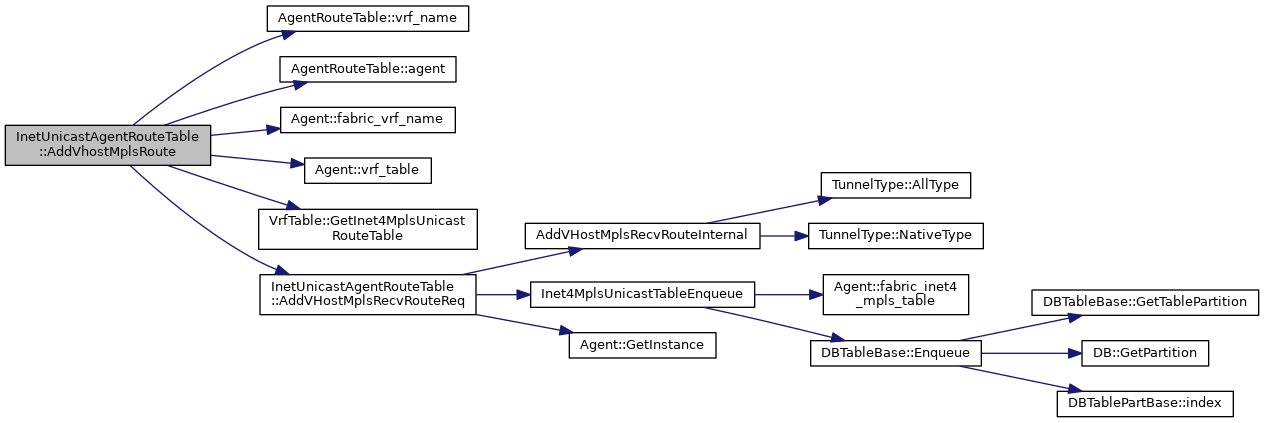 AgentRouteTable::vrf_name
AgentRouteTable::agent
Agent::fabric_vrf_name
InetUnicastAgentRouteTable
::AddVhostMplsRoute
Agent::vrf_table
VrfTable::GetInet4MplsUnicast
RouteTable
InetUnicastAgentRouteTable
::AddVHostMplsRecvRouteReq
AddVHostMplsRecvRouteInternal
Inet4MplsUnicastTableEnqueue
Agent::GetInstance
TunnelType::AllType
TunnelType::NativeType
Agent::fabric_inet4
_mpls_table
DBTableBase::Enqueue
DBTableBase::GetTablePartition
DB::GetPartition
DBTablePartBase::index